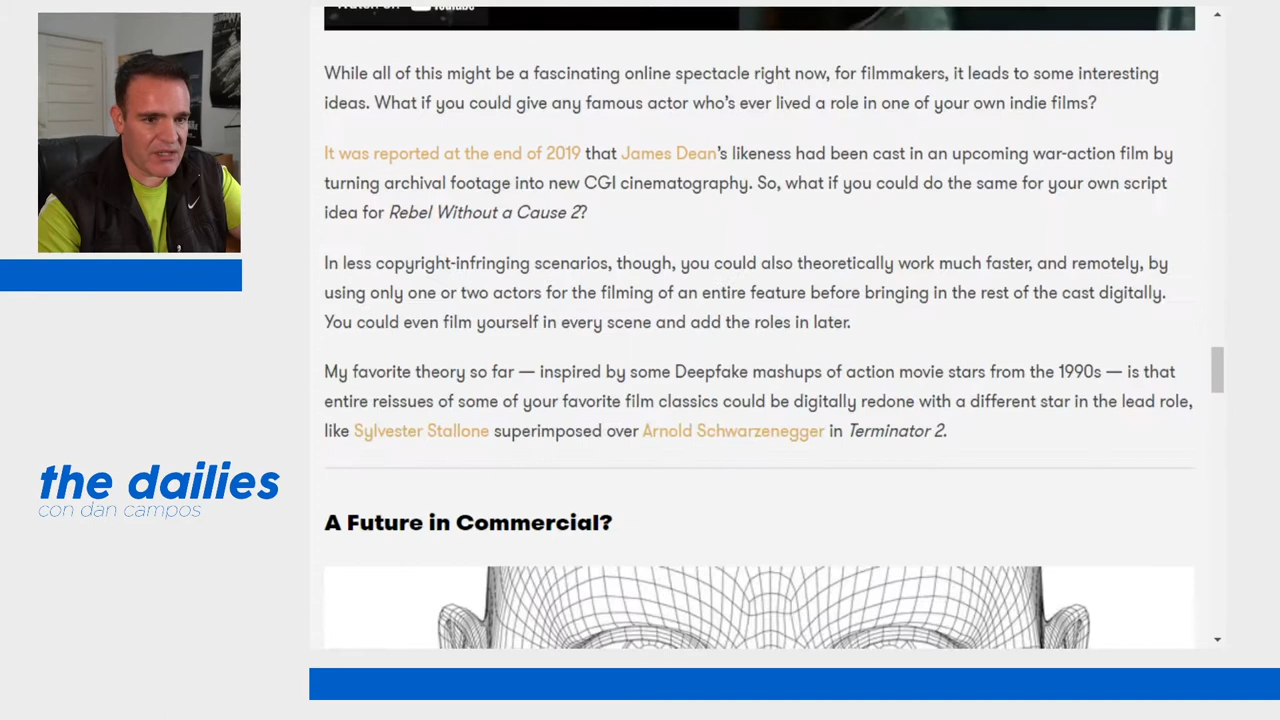 While all of this might be a fascinating online spectacle right now, for filmmakers, it leads to some interesting
ideas. What if you could give any famous actor who's ever lived a role in one of your own indie films?
It was reported at the end of 2019 that James Dean's likeness had been cast in an upcoming war-action film by
turning archival footage into new CGI cinematography. So, what if you could do the same for your own script
idea for Rebel Without a Cause 2?
In less copyright-infringing scenarios, though, you could also theoretically work much faster, and remotely, by
using only one or two actors for the filming of an entire feature before bringing in the rest of the cast digitally.
You could even film yourself in every scene and add the roles in later.
My favorite theory so far — inspired by some Deepfake mashups of action movie stars from the 1990s — is that
entire reissues of some of your favorite film classics could be digitally redone with a different star in the lead role,
like Sylvester Stallone superimposed over Arnold Schwarzenegger in Terminator 2.
the dailies
con dan campos
A Future in Commercial?